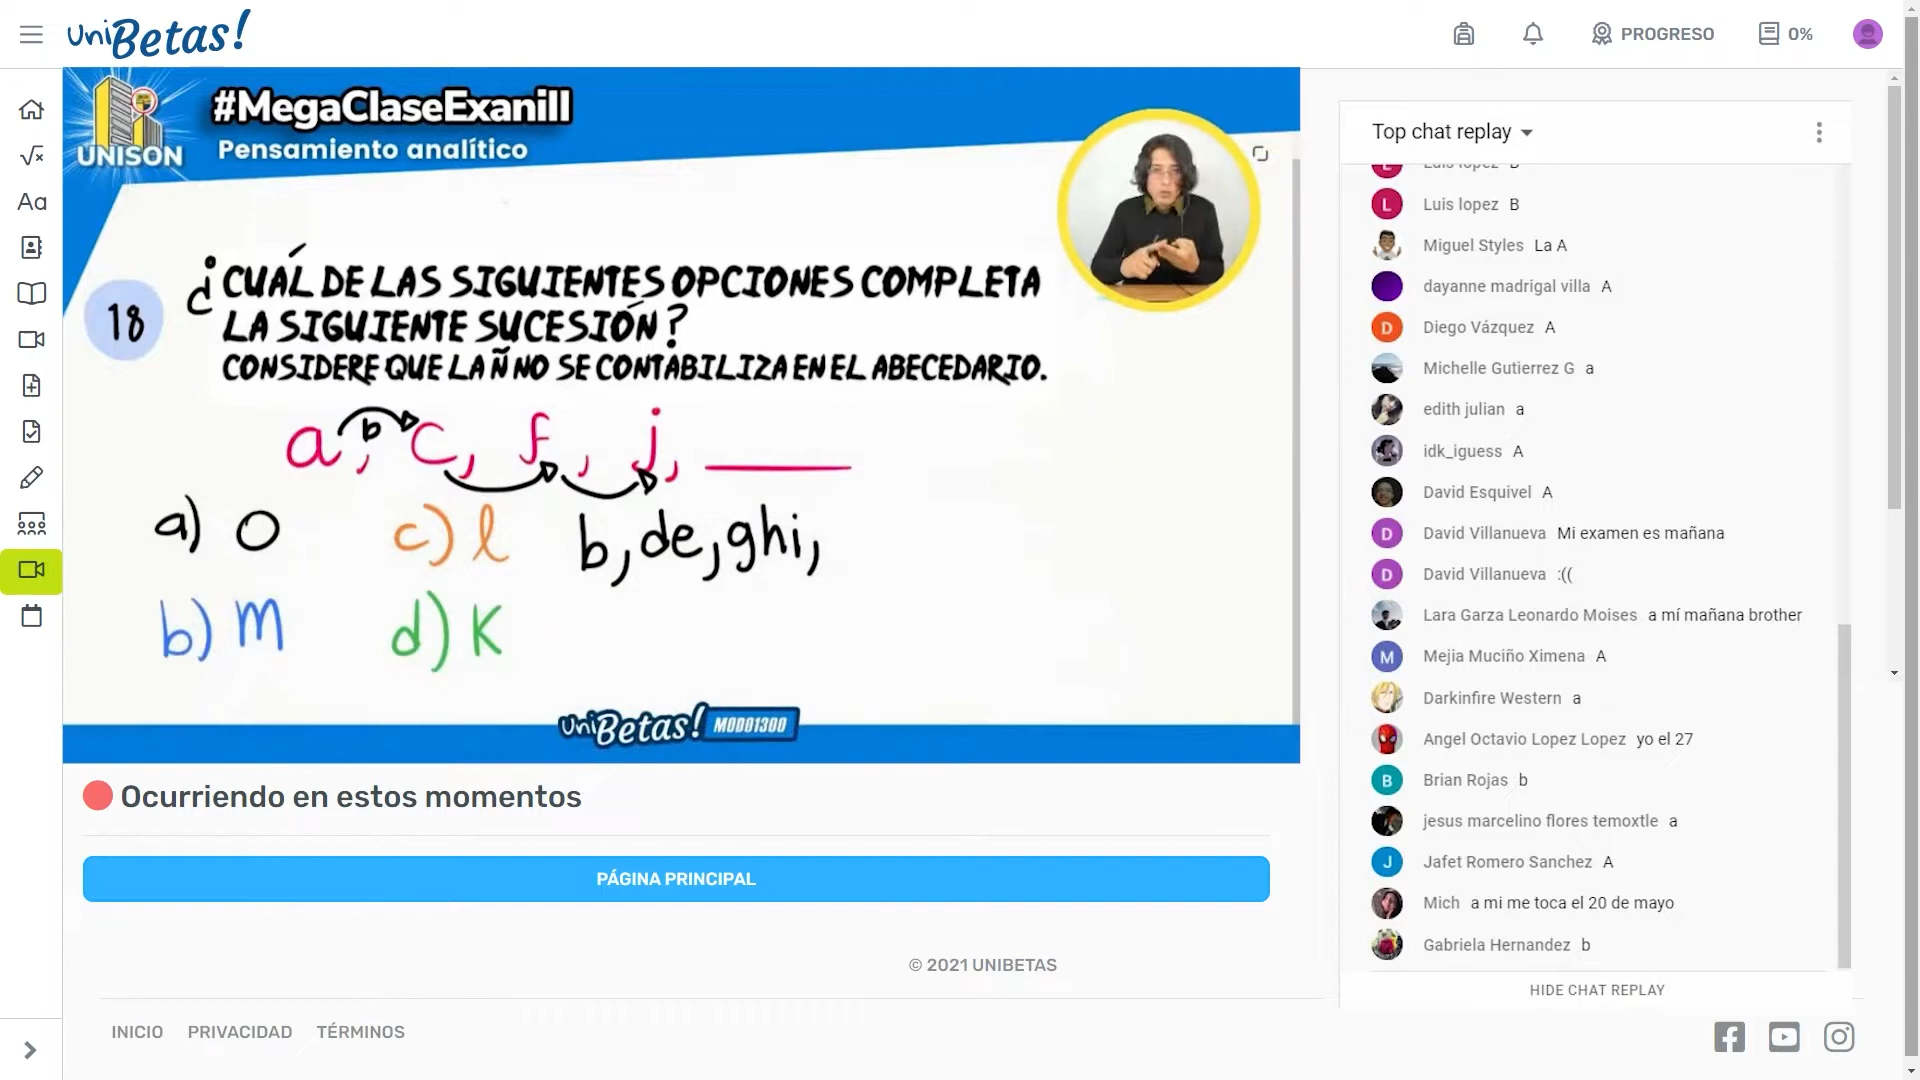 UniBetas!
PROGRESO
0%
#MegaClaseExaniII
Pensamiento analítico
UNISON
18
¿CUÁL DE LAS SIGUIENTES OPCIONES COMPLETA
LA SIGUIENTE SUCESIÓN?
CONSIDERE QUE LA Ñ NO SE CONTABILIZA EN EL ABECEDARIO.
b
a, c, f, j, ______
a) O
c) l
b, de, ghi,
b) m
d) K
UniBetas! MODO1300
Ocurriendo en estos momentos
PÁGINA PRINCIPAL
© 2021 UNIBETAS
INICIO PRIVACIDAD TÉRMINOS
Top chat replay
Luis lopez B
L Luis lopez B
Miguel Styles La A
dayanne madrigal villa A
D Diego Vázquez A
Michelle Gutierrez G a
edith julian a
idk_iguess A
David Esquivel A
D David Villanueva Mi examen es mañana
D David Villanueva :((
Lara Garza Leonardo Moises a mí mañana brother
M Mejia Muciño Ximena A
Darkinfire Western a
Angel Octavio Lopez Lopez yo el 27
B Brian Rojas b
jesus marcelino flores temoxtle a
J Jafet Romero Sanchez A
Mich a mi me toca el 20 de mayo
Gabriela Hernandez b
HIDE CHAT REPLAY